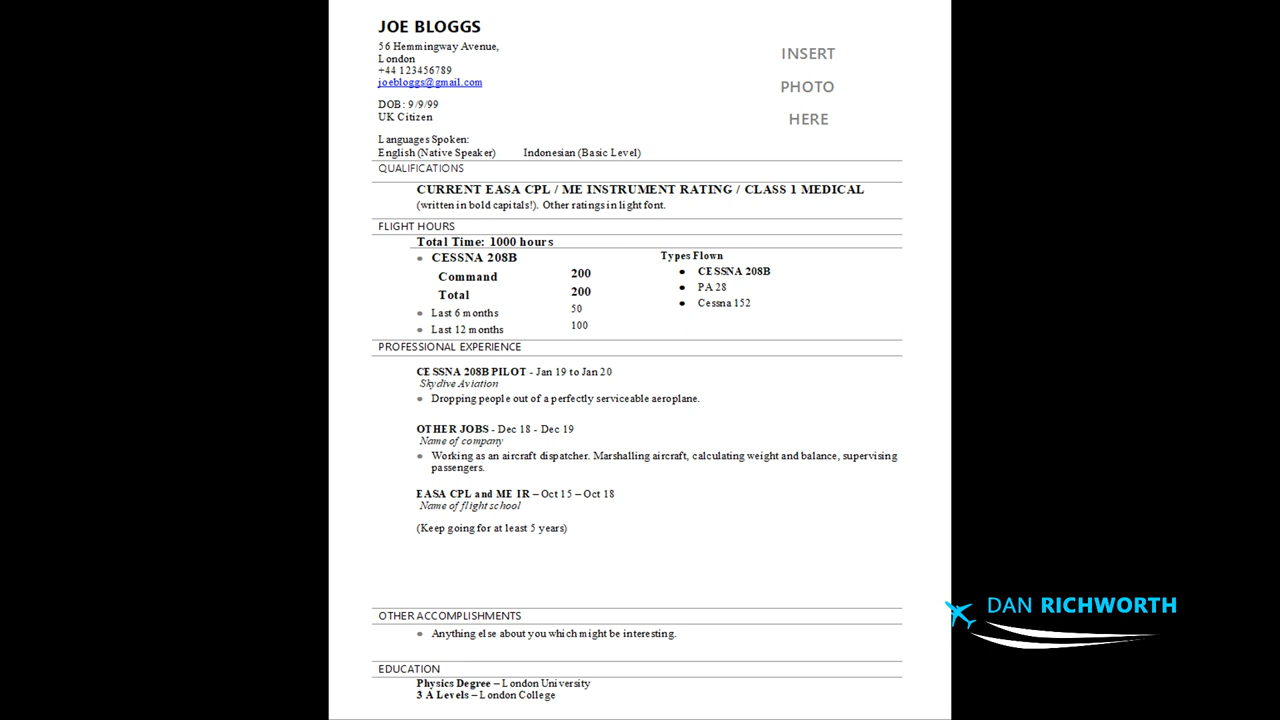 JOE BLOGGS
56 Hemmingway Avenue,
London
+44 123456789
joebloggs@gmail.com
DOB: 9/9/99
UK Citizen
INSERT
PHOTO
HERE
Languages Spoken:
English (Native Speaker) Indonesian (Basic Level)
QUALIFICATIONS
CURRENT EASA CPL / ME INSTRUMENT RATING / CLASS 1 MEDICAL
(written in bold capitals!). Other ratings in light font.
FLIGHT HOURS
Total Time: 1000 hours
• CESSNA 208B
Command 200
Total 200
• Last 6 months 50
• Last 12 months 100
Types Flown
• CESSNA 208B
• PA 28
• Cessna 152
PROFESSIONAL EXPERIENCE
CESSNA 208B PILOT - Jan 19 to Jan 20
Skydive Aviation
• Dropping people out of a perfectly serviceable aeroplane.
OTHER JOBS - Dec 18 - Dec 19
Name of company
• Working as an aircraft dispatcher. Marshalling aircraft, calculating weight and balance, supervising
passengers.
EASA CPL and ME IR – Oct 15 – Oct 18
Name of flight school
(Keep going for at least 5 years)
OTHER ACCOMPLISHMENTS
• Anything else about you which might be interesting.
EDUCATION
Physics Degree – London University
3 A Levels – London College
DAN RICHWORTH